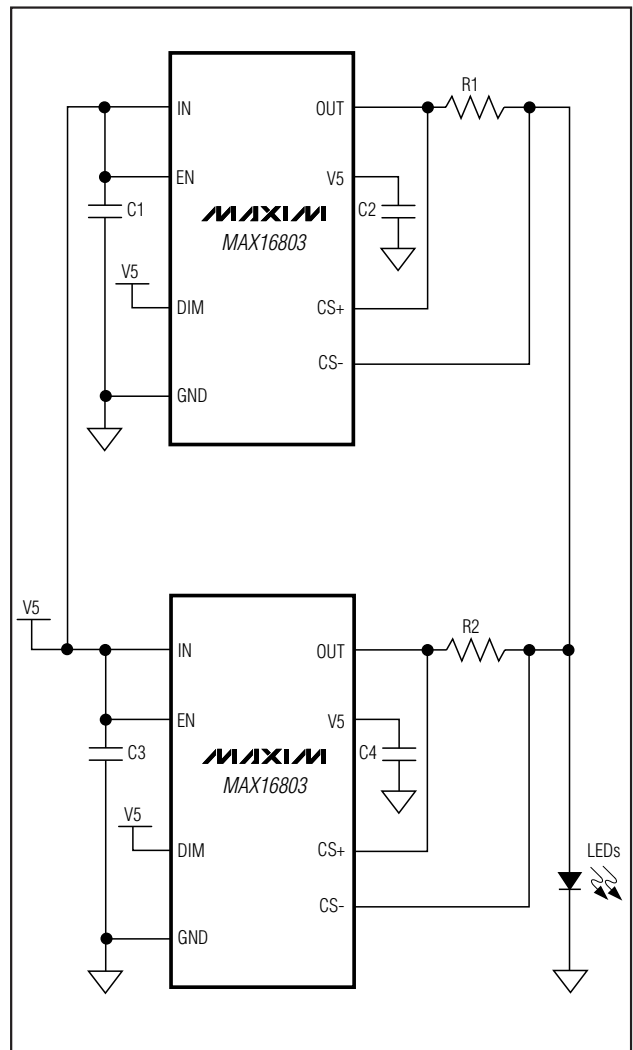 R1
IN
OUT
EN
V5
C1
MAXIM
C2
MAX16803
V5
DIM
CS+
CS-
GND
V5
R2
IN
OUT
EN
V5
C3
MAXIM
C4
MAX16803
V5
DIM
CS+
LEDs
CS-
GND